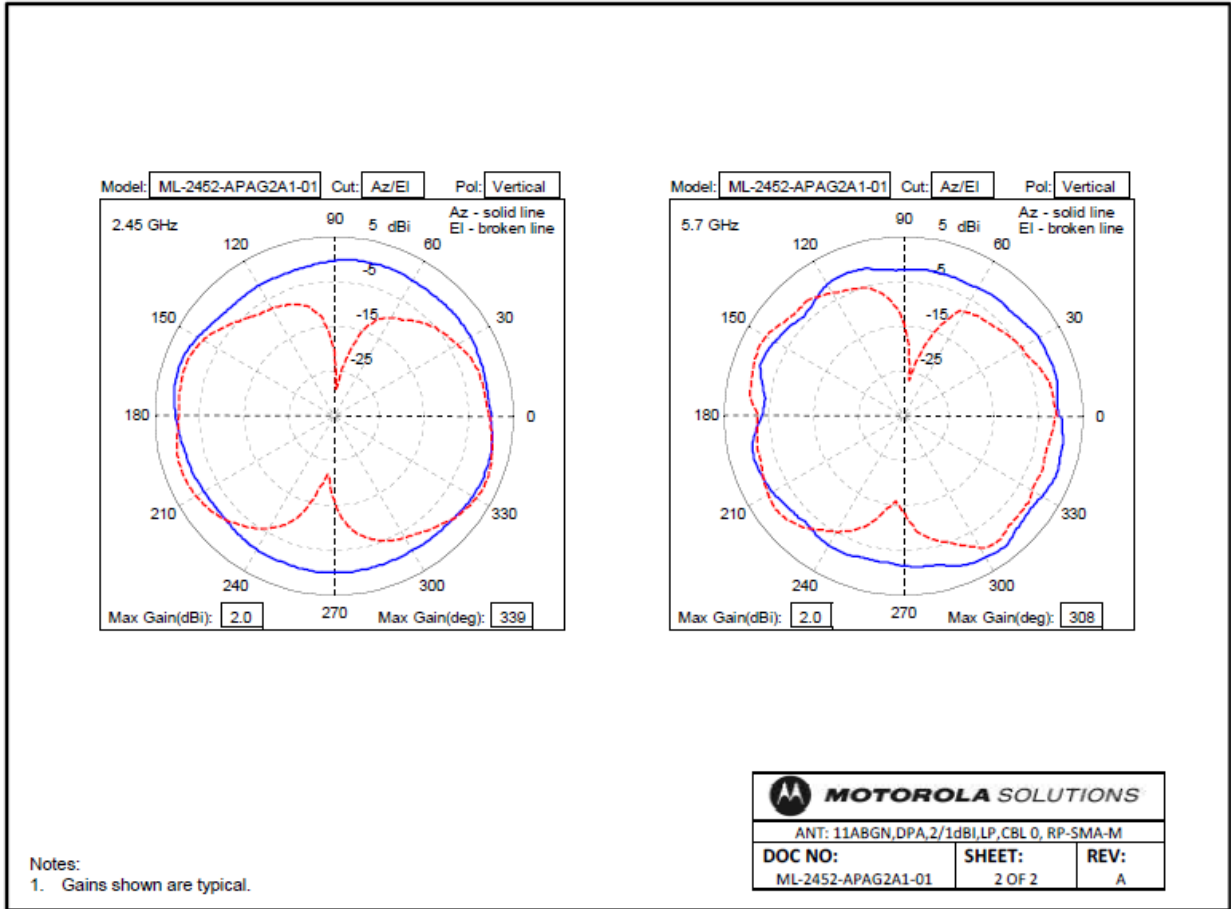 Model: ML-2452-APAG2A1-01 Cut: Az/El Pol: Vertical
2.45 GHz
90
5 dBi
Az - solid line
El - broken line
120
60
-5
150
-15
30
-25
180
0
210
330
240
300
270
Max Gain(dBi): 2.0 Max Gain(deg): 339
Model: ML-2452-APAG2A1-01 Cut: Az/El Pol: Vertical
5.7 GHz
90
5 dBi
Az - solid line
El - broken line
120
60
-5
150
-15
30
-25
180
0
210
330
240
300
270
Max Gain(dBi): 2.0 Max Gain(deg): 308
MOTOROLA SOLUTIONS
ANT: 11ABGN,DPA,2/1dBI,LP,CBL 0, RP-SMA-M
DOC NO: SHEET: REV:
ML-2452-APAG2A1-01 2 OF 2 A
Notes:
1. Gains shown are typical.